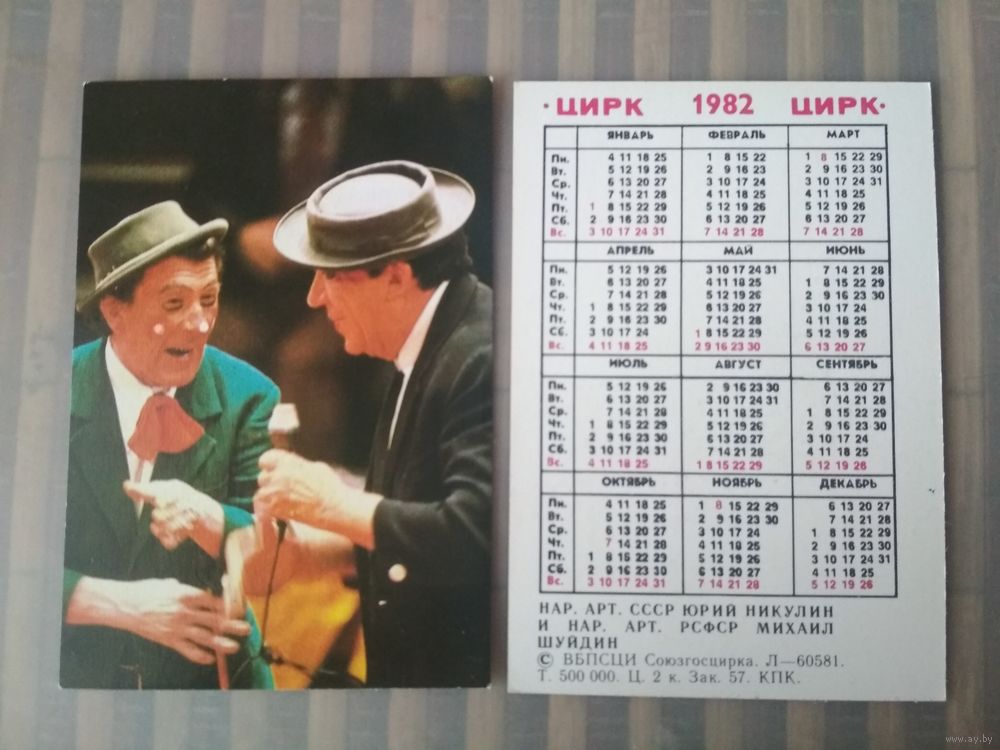 ·ЦИРК 1982 ЦИРК·
ЯНВАРЬ ФЕВРАЛЬ МАРТ
Пн. 4 11 18 25 1 8 15 22 1 8 15 22 29
Вт. 5 12 19 26 2 9 16 23 2 9 16 23 30
Ср. 6 13 20 27 3 10 17 24 3 10 17 24 31
Чт. 7 14 21 28 4 11 18 25 4 11 18 25
Пт. 1 8 15 22 29 5 12 19 26 5 12 19 26
Сб. 2 9 16 23 30 6 13 20 27 6 13 20 27
Вс. 3 10 17 24 31 7 14 21 28 7 14 21 28
АПРЕЛЬ МАЙ ИЮНЬ
Пн. 5 12 19 26 3 10 17 24 31 7 14 21 28
Вт. 6 13 20 27 4 11 18 25 1 8 15 22 29
Ср. 7 14 21 28 5 12 19 26 2 9 16 23 30
Чт. 1 8 15 22 29 6 13 20 27 3 10 17 24
Пт. 2 9 16 23 30 7 14 21 28 4 11 18 25
Сб. 3 10 17 24 1 8 15 22 29 5 12 19 26
Вс. 4 11 18 25 2 9 16 23 30 6 13 20 27
ИЮЛЬ АВГУСТ СЕНТЯБРЬ
Пн. 5 12 19 26 2 9 16 23 30 6 13 20 27
Вт. 6 13 20 27 3 10 17 24 31 7 14 21 28
Ср. 7 14 21 28 4 11 18 25 1 8 15 22 29
Чт. 1 8 15 22 29 5 12 19 26 2 9 16 23 30
Пт. 2 9 16 23 30 6 13 20 27 3 10 17 24
Сб. 3 10 17 24 31 7 14 21 28 4 11 18 25
Вс. 4 11 18 25 1 8 15 22 29 5 12 19 26
ОКТЯБРЬ НОЯБРЬ ДЕКАБРЬ
Пн. 4 11 18 25 1 8 15 22 29 6 13 20 27
Вт. 5 12 19 26 2 9 16 23 30 7 14 21 28
Ср. 6 13 20 27 3 10 17 24 1 8 15 22 29
Чт. 7 14 21 28 4 11 18 25 2 9 16 23 30
Пт. 1 8 15 22 29 5 12 19 26 3 10 17 24 31
Сб. 2 9 16 23 30 6 13 20 27 4 11 18 25
Вс. 3 10 17 24 31 7 14 21 28 5 12 19 26
НАР. АРТ. СССР ЮРИЙ НИКУЛИН
И НАР. АРТ. РСФСР МИХАИЛ
ШУЙДИН
© ВБПСЦИ Союзгосцирка. Л—60581.
Т. 500 000. Ц. 2 к. Зак. 57. КПК.
www.ay.by